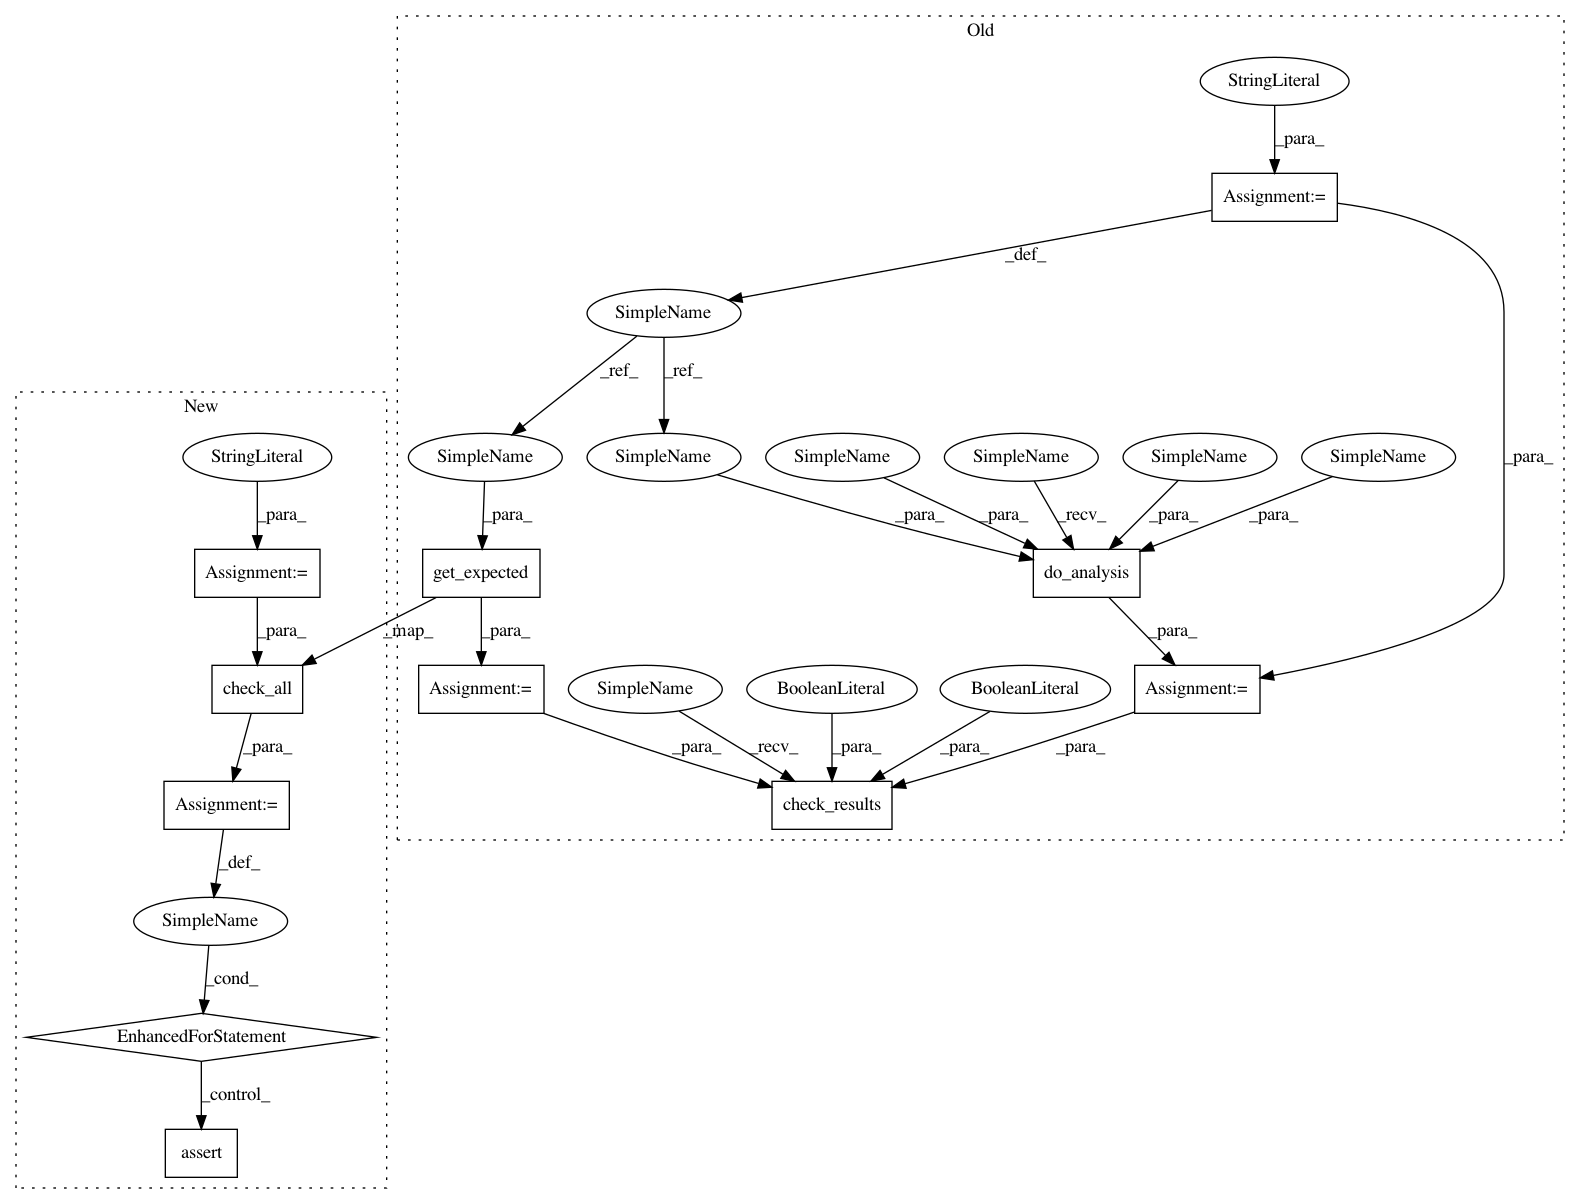 Old
StringLiteral
_para_
Assignment:=
_def_
SimpleName
_ref_
_ref_
New
StringLiteral
SimpleName
SimpleName
SimpleName
SimpleName
SimpleName
SimpleName
_para_
_para_
_para_
_para_
_para_
_recv_
_para_
_para_
Assignment:=
get_expected
do_analysis
_para_
_map_
_para_
_para_
check_all
Assignment:=
SimpleName
BooleanLiteral
BooleanLiteral
Assignment:=
_para_
_para_
_recv_
_para_
_para_
_para_
Assignment:=
check_results
_def_
SimpleName
_cond_
EnhancedForStatement
_control_
assert